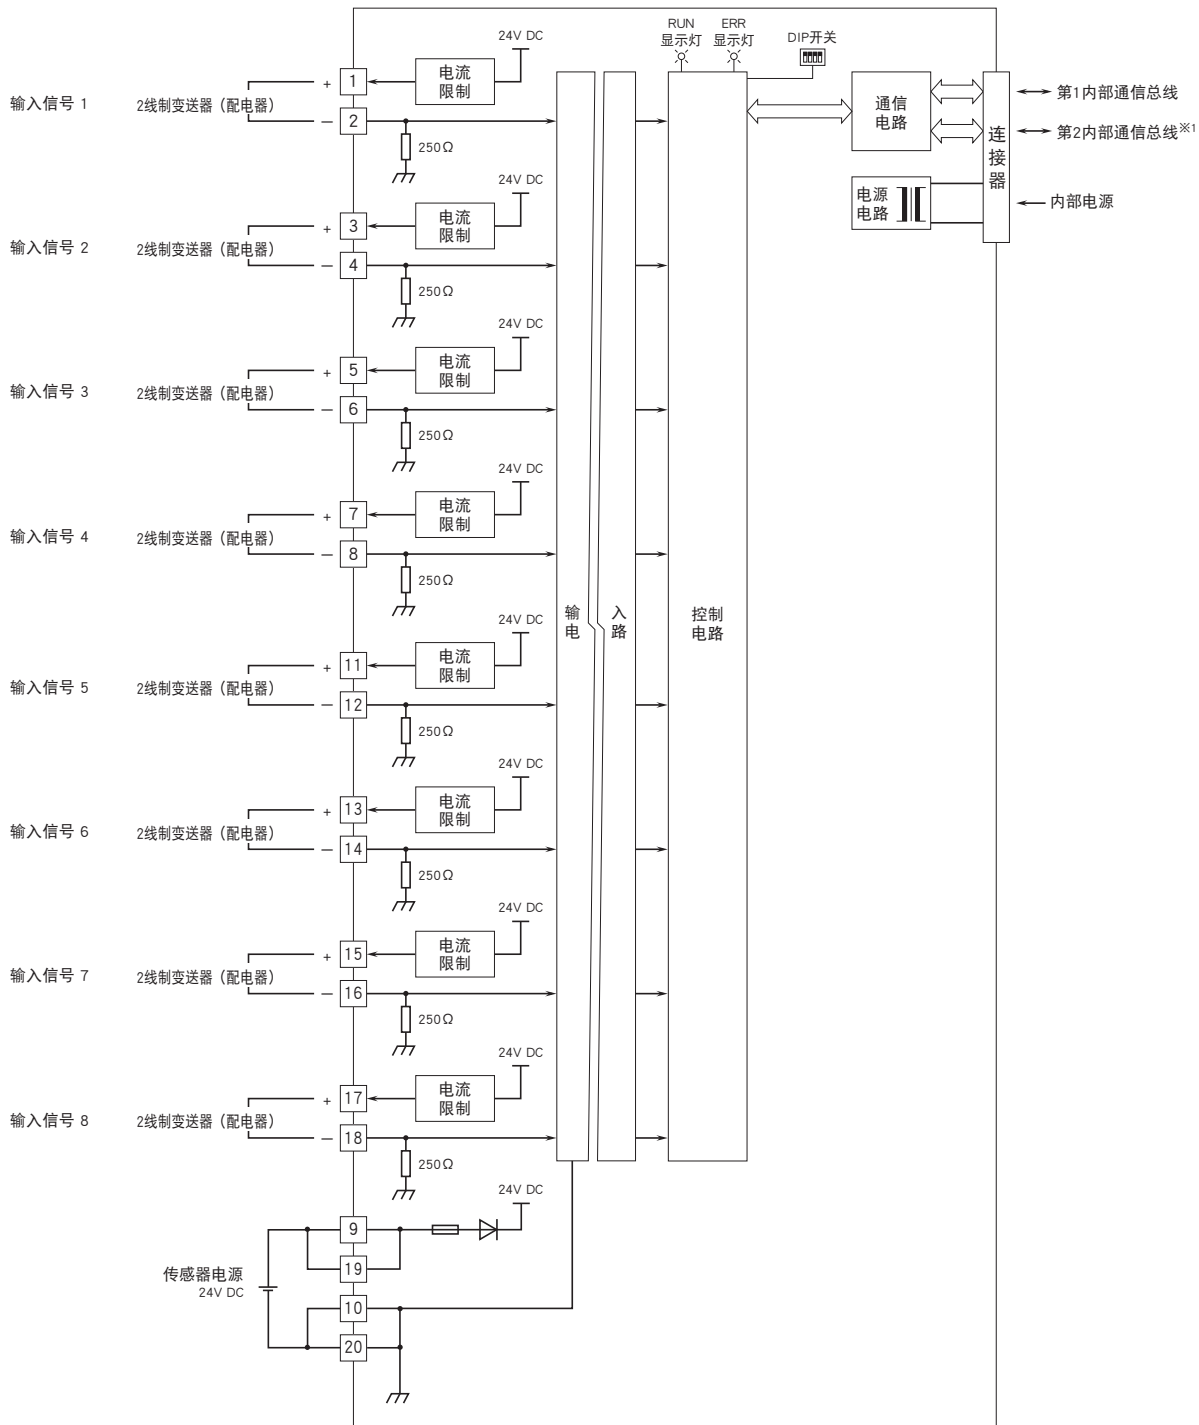 RUN
显示灯
ERR
显示灯
DIP开关
24V DC
电流
限制
输入信号 1
2线制变送器（配电器）
+
1
−
2
250Ω
通信
电路
连
接
器
第1内部通信总线
第2内部通信总线※1
电源
电路
内部电源
24V DC
电流
限制
输入信号 2
2线制变送器（配电器）
+
3
−
4
250Ω
24V DC
电流
限制
输入信号 3
2线制变送器（配电器）
+
5
−
6
250Ω
24V DC
电流
限制
输入信号 4
2线制变送器（配电器）
+
7
−
8
250Ω
输 入
电 路
控制
电路
24V DC
电流
限制
输入信号 5
2线制变送器（配电器）
+
11
−
12
250Ω
24V DC
电流
限制
输入信号 6
2线制变送器（配电器）
+
13
−
14
250Ω
24V DC
电流
限制
输入信号 7
2线制变送器（配电器）
+
15
−
16
250Ω
24V DC
电流
限制
输入信号 8
2线制变送器（配电器）
+
17
−
18
250Ω
24V DC
9
19
传感器电源
24V DC
10
20